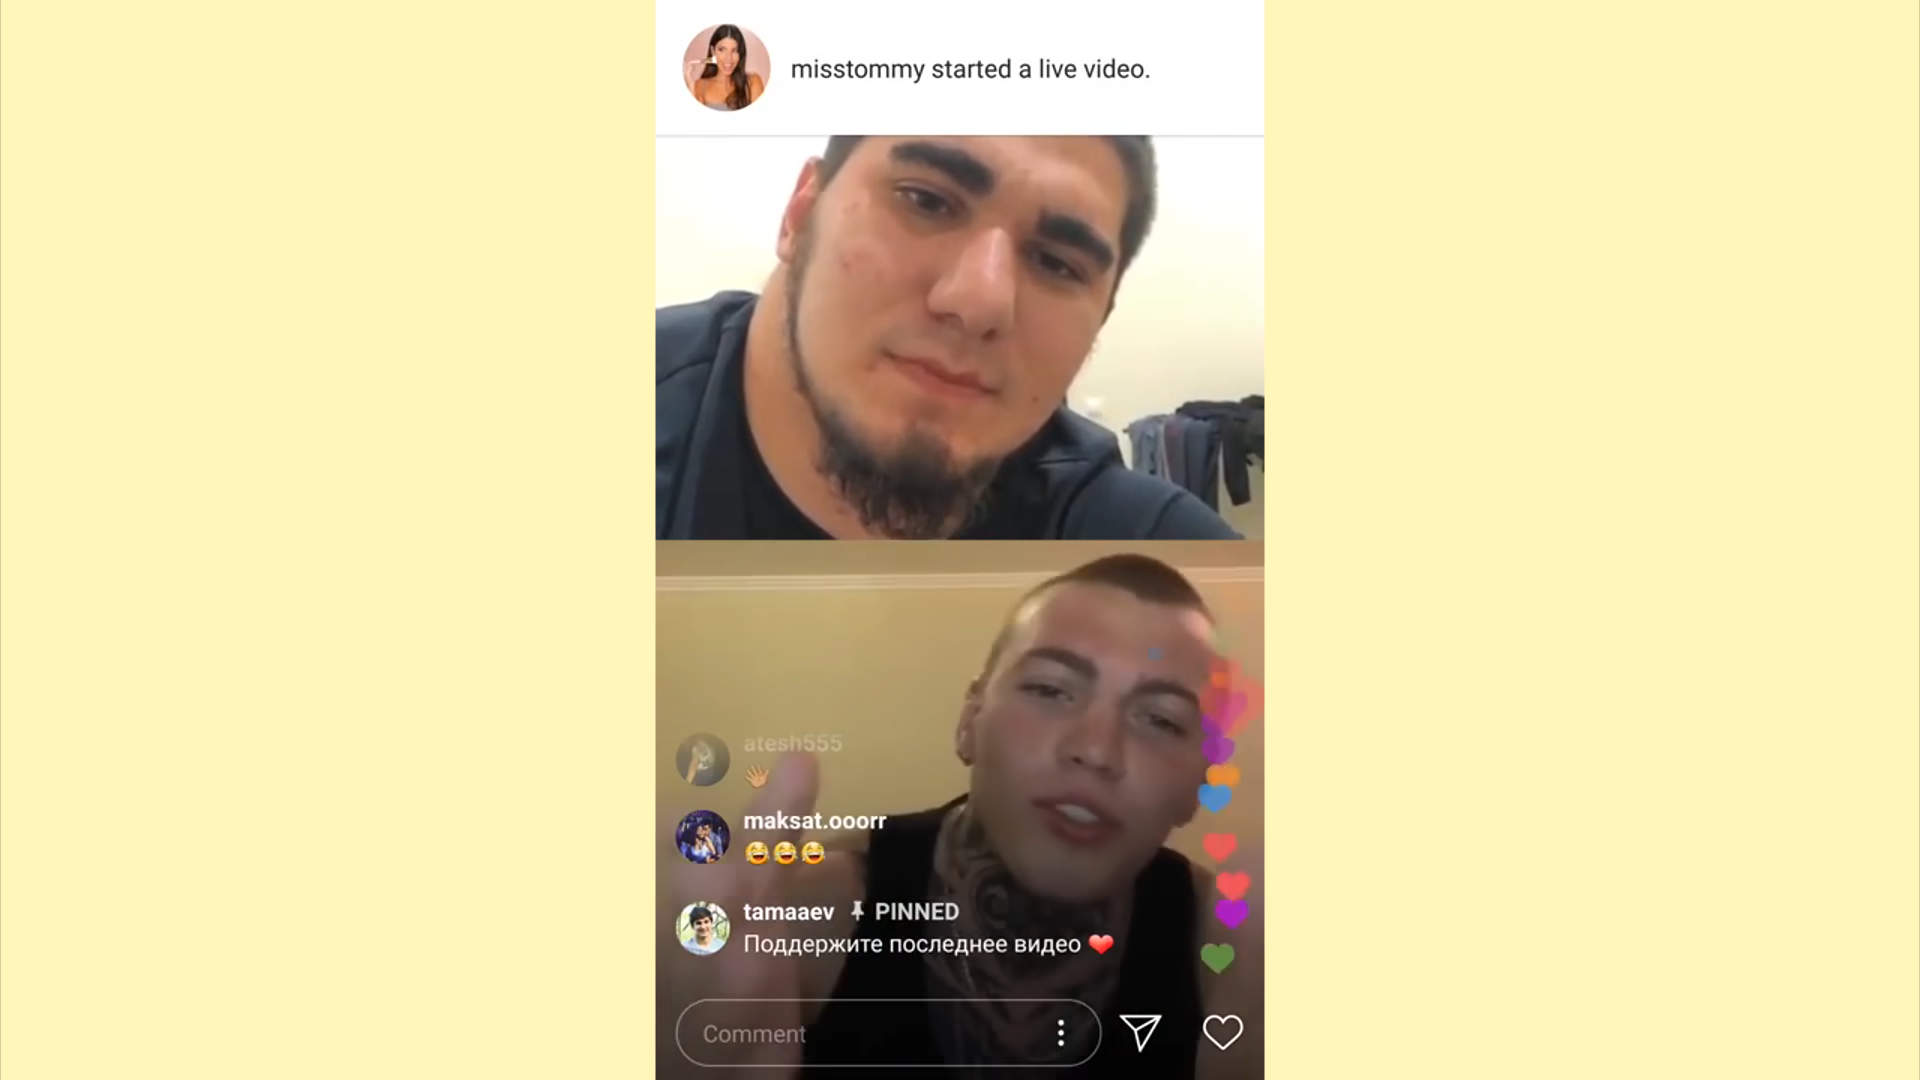 misstommy started a live video.
atesh555
👋🏼
maksat.ooorr
😂😂😂
tamaaev 📌 PINNED
Поддержите последнее видео ❤️
Comment